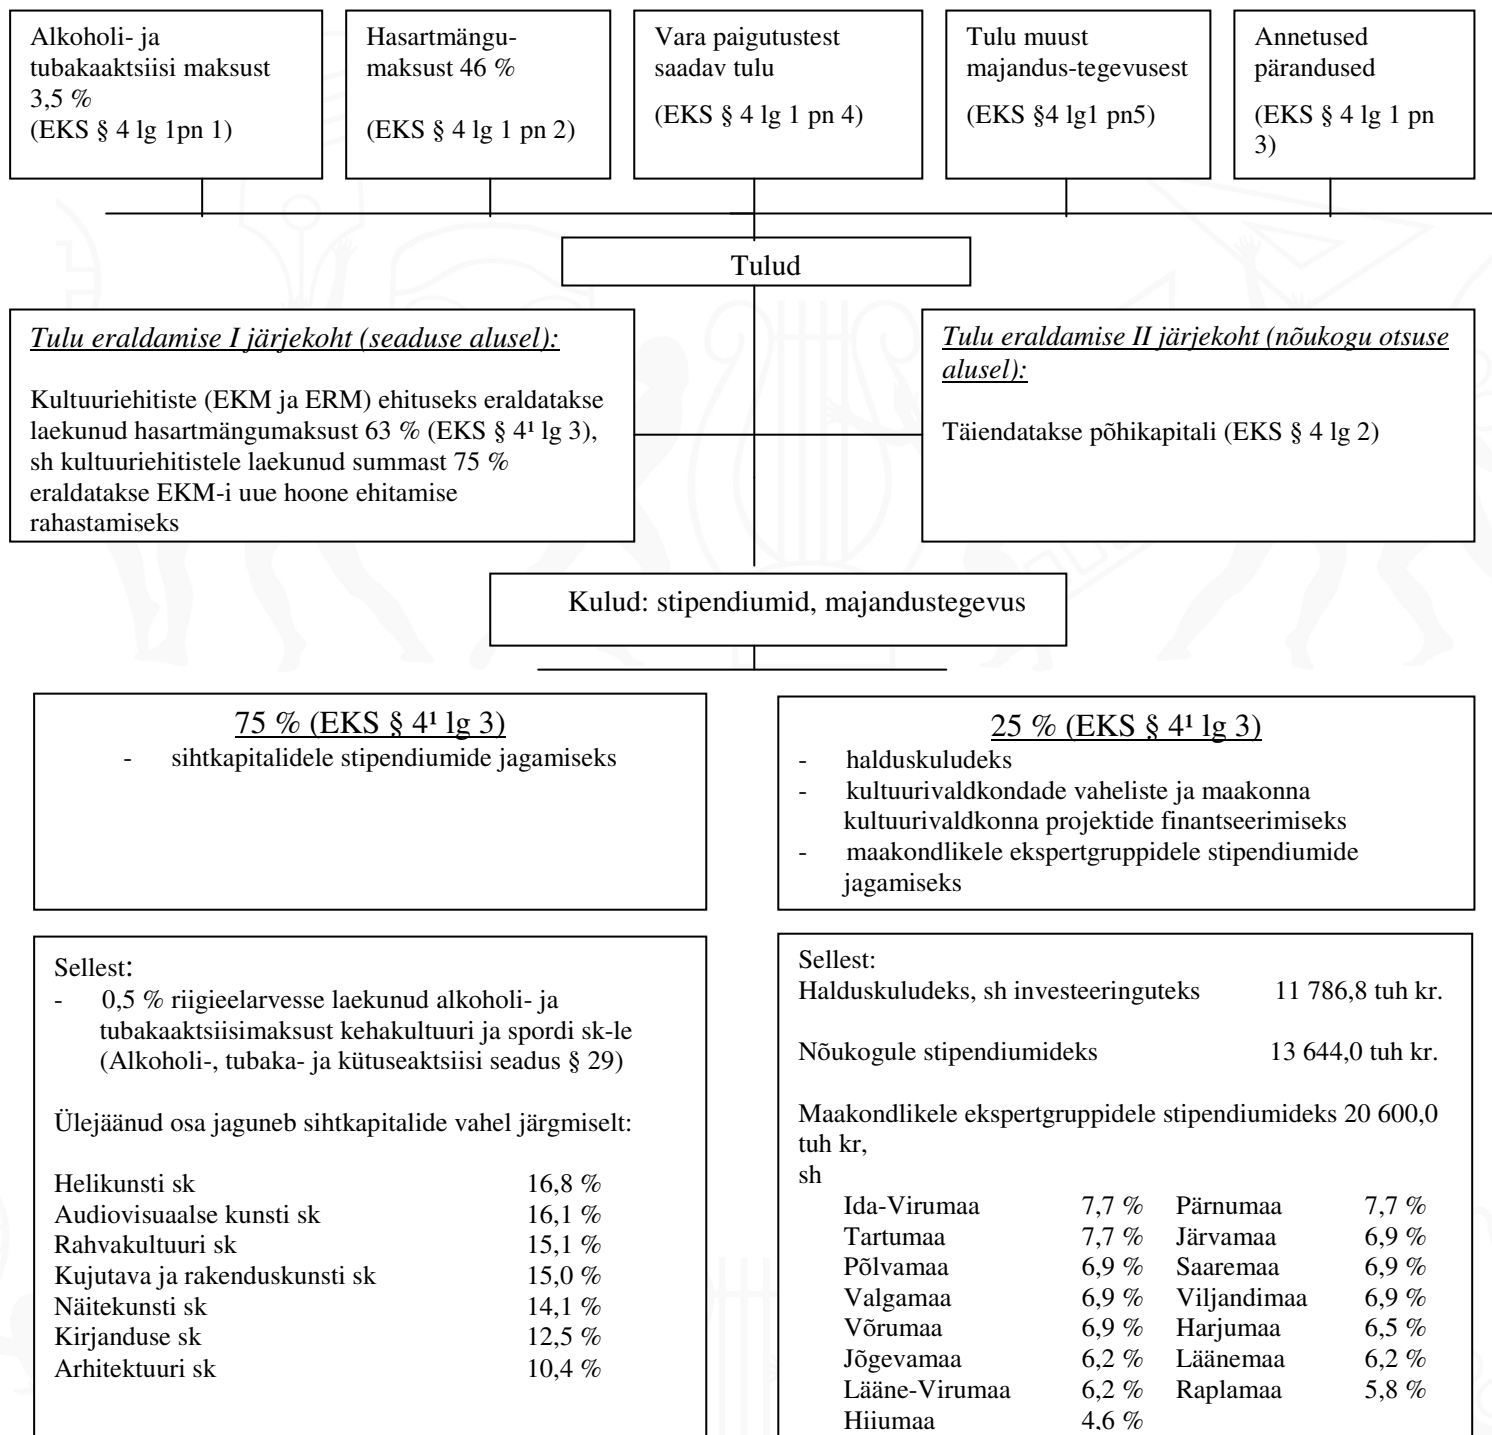 Alkoholi- ja
tubakaaktsiisi maksust
3,5 %
(EKS § 4 lg 1pn 1)
Hasartmängu-
maksust 46 %
(EKS § 4 lg 1 pn 2)
Vara paigutustest
saadav tulu
(EKS § 4 lg 1 pn 4)
Tulu muust
majandus-tegevusest
(EKS §4 lg1 pn5)
Annetused
pärandused
(EKS § 4 lg 1 pn
3)
Tulud
Tulu eraldamise I järjekoht (seaduse alusel):
Kultuuriehitiste (EKM ja ERM) ehituseks eraldatakse
laekunud hasartmängumaksust 63 % (EKS § 4¹ lg 3),
sh kultuuriehitistele laekunud summast 75 %
eraldatakse EKM-i uue hoone ehitamise
rahastamiseks
Tulu eraldamise II järjekoht (nõukogu otsuse
alusel):
Täiendatakse põhikapitali (EKS § 4 lg 2)
Kulud: stipendiumid, majandustegevus
75 % (EKS § 4¹ lg 3)
- sihtkapitalidele stipendiumide jagamiseks
25 % (EKS § 4¹ lg 3)
- halduskuludeks
- kultuurivaldkondade vaheliste ja maakonna
kultuurivaldkonna projektide finantseerimiseks
- maakondlikele ekspertgruppidele stipendiumide
jagamiseks
Sellest:
- 0,5 % riigieelarvesse laekunud alkoholi- ja
tubakaaktsiisimaksust kehakultuuri ja spordi sk-le
(Alkoholi-, tubaka- ja kütuseaktsiisi seadus § 29)
Ülejäänud osa jaguneb sihtkapitalide vahel järgmiselt:
Helikunsti sk 16,8 %
Audiovisuaalse kunsti sk 16,1 %
Rahvakultuuri sk 15,1 %
Kujutava ja rakenduskunsti sk 15,0 %
Näitekunsti sk 14,1 %
Kirjanduse sk 12,5 %
Arhitektuuri sk 10,4 %
Sellest:
Halduskuludeks, sh investeeringuteks 11 786,8 tuh kr.
Nõukogule stipendiumideks 13 644,0 tuh kr.
Maakondlikele ekspertgruppidele stipendiumideks 20 600,0
tuh kr,
sh
Ida-Virumaa 7,7 % Pärnumaa 7,7 %
Tartumaa 7,7 % Järvamaa 6,9 %
Põlvamaa 6,9 % Saaremaa 6,9 %
Valgamaa 6,9 % Viljandimaa 6,9 %
Võrumaa 6,9 % Harjumaa 6,5 %
Jõgevamaa 6,2 % Läänemaa 6,2 %
Lääne-Virumaa 6,2 % Raplamaa 5,8 %
Hiiumaa 4,6 %